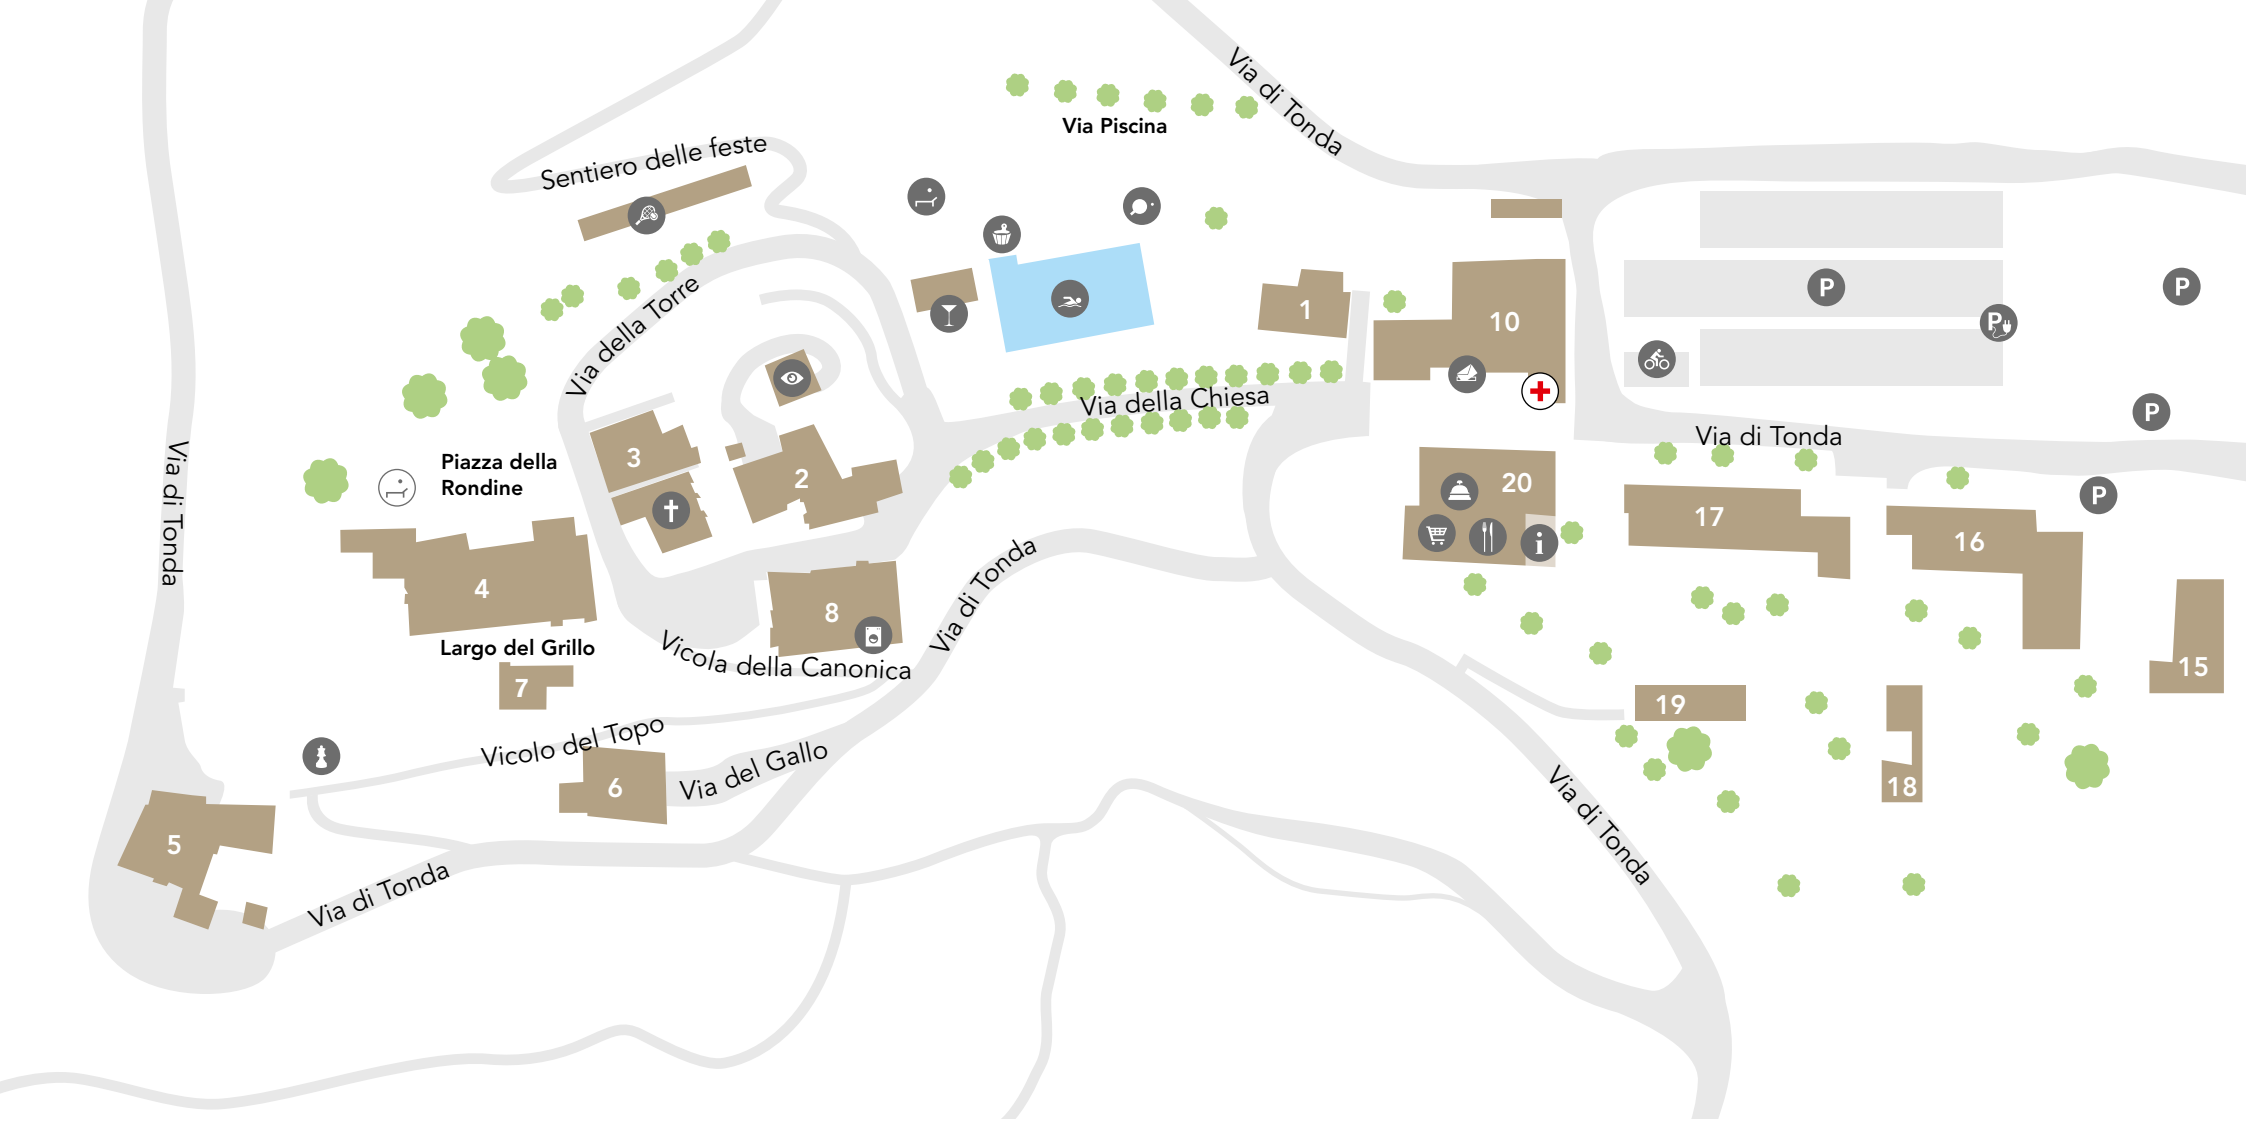 Via di Tonda
Via Piscina
Sentiero delle feste
Via della Torre
1
10
P
P
P
P
Via della Chiesa
Via di Tonda
Via di Tonda
Piazza della
Rondine
3
2
20
i
17
16
P
4
8
Via di Tonda
Largo del Grillo
Vicola della Canonica
7
15
19
Vicolo del Topo
Via del Gallo
6
18
5
Via di Tonda
Via di Tonda